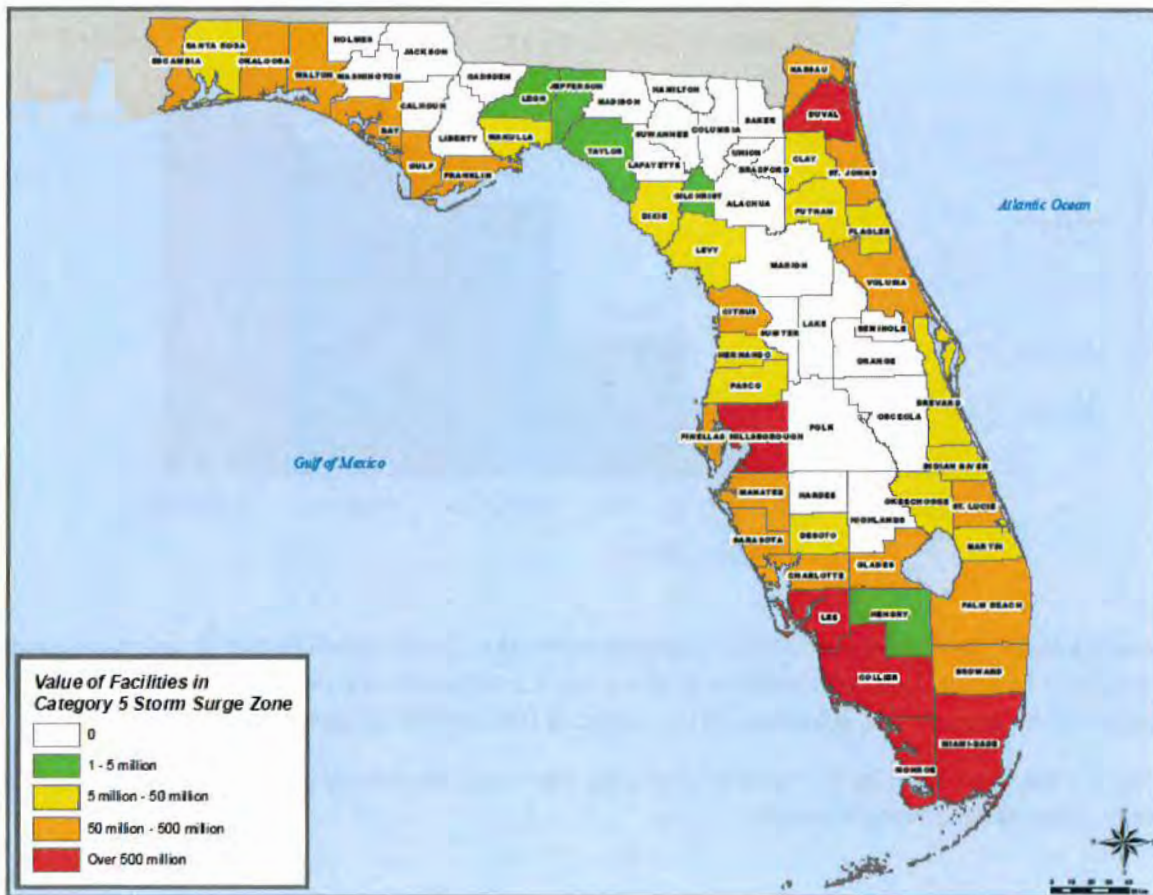 HOLMES
JACKSON
SANTA ROSA
ESCAMBIA
OKALOOSA
WALTON
WASHINGTON
GADSDEN
CALHOUN
LEON
JEFFERSON
MADISON
HAMILTON
NASSAU
DUVAL
BAY
LIBERTY
WAKULLA
SUWANNEE
COLUMBIA
BAKER
TAYLOR
UNION
LAFAYETTE
BRADFORD
CLAY
ST. JOHNS
GULF
FRANKLIN
GILCHRIST
ALACHUA
DIXIE
PUTNAM
FLAGLER
Atlantic Ocean
LEVY
MARION
VOLUSIA
CITRUS
SUMTER
LAKE
SEMINOLE
HERNANDO
ORANGE
PASCO
BREVARD
OSCEOLA
POLK
PINELLAS
HILLSBOROUGH
Gulf of Mexico
INDIAN RIVER
MANATEE
HARDEE
OKEECHOBEE
ST. LUCIE
HIGHLANDS
SARASOTA
DESOTO
MARTIN
GLADES
CHARLOTTE
LEE
HENDRY
PALM BEACH
COLLIER
BROWARD
MIAMI-DADE
MONROE
Value of Facilities in
Category 5 Storm Surge Zone
0
1 - 5 million
5 million - 50 million
50 million - 500 million
Over 500 million